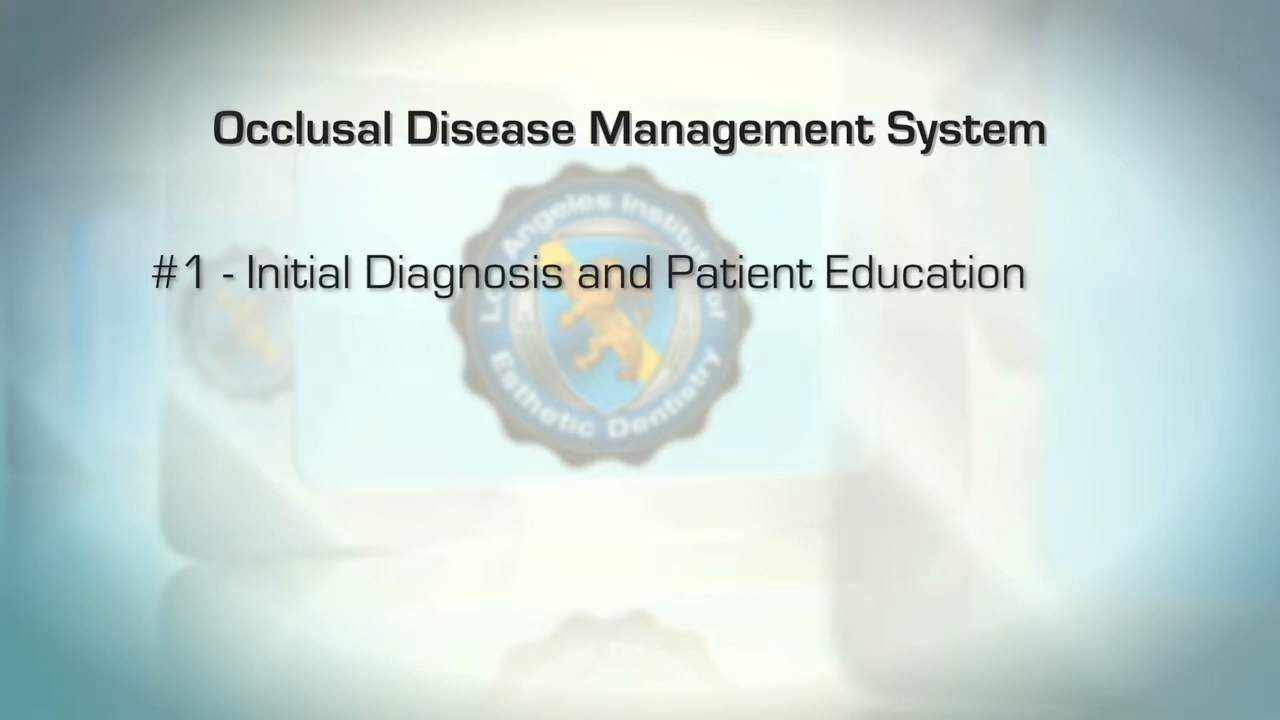 Occlusal Disease Management System
#1 - Initial Diagnosis and Patient Education
Los Angeles Institute of
Esthetic Dentistry